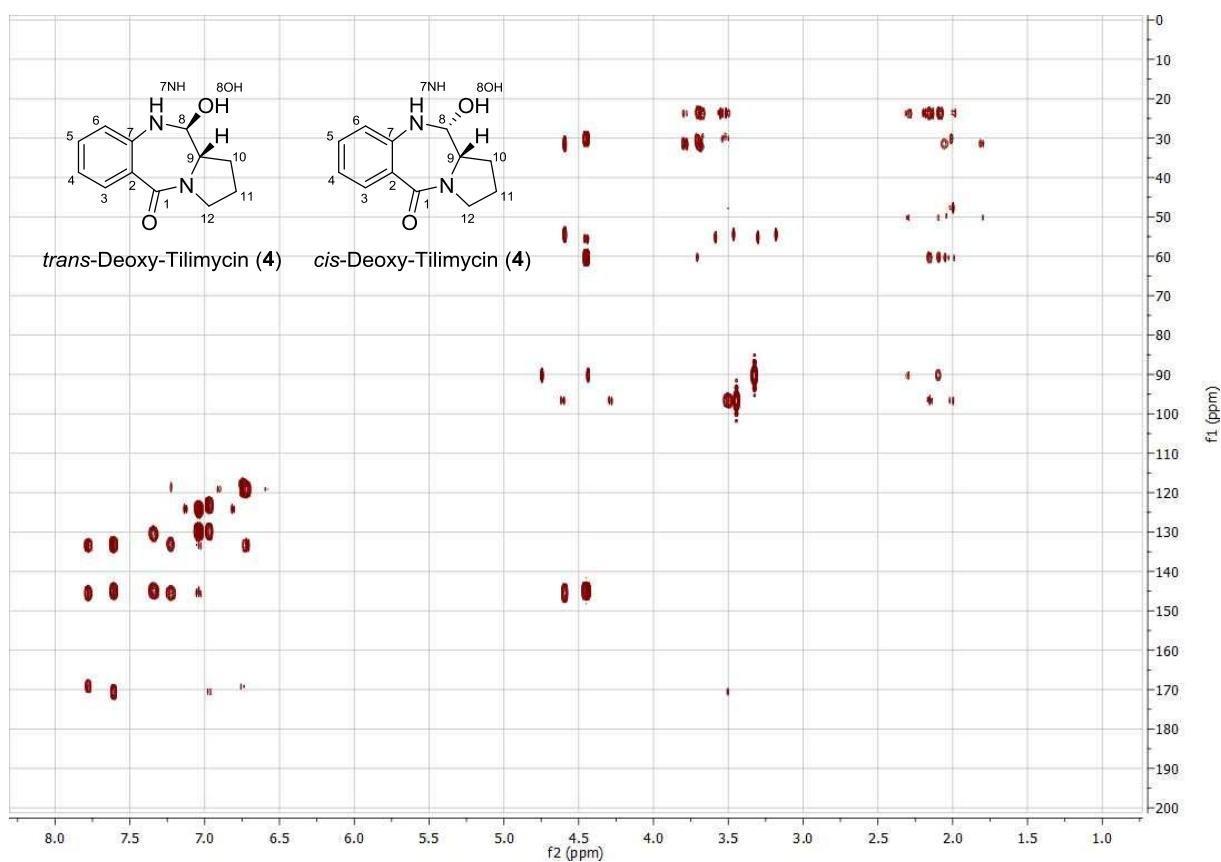 7NH 8OH 7NH 8OH
H OH H OH
N 8 N 8
6 H 6 H
5 7 5 7
9 10 9 10
4 2 N 11 4 2 N 11
3 1 12 3 1 12
O O
trans-Deoxy-Tilimycin (4) cis-Deoxy-Tilimycin (4)
0
10
20
30
40
50
60
70
80
90
100
110
120
130
140
150
160
170
180
190
200
f1 (ppm)
8.0 7.5 7.0 6.5 6.0 5.5 5.0 4.5 4.0 3.5 3.0 2.5 2.0 1.5 1.0
f2 (ppm)